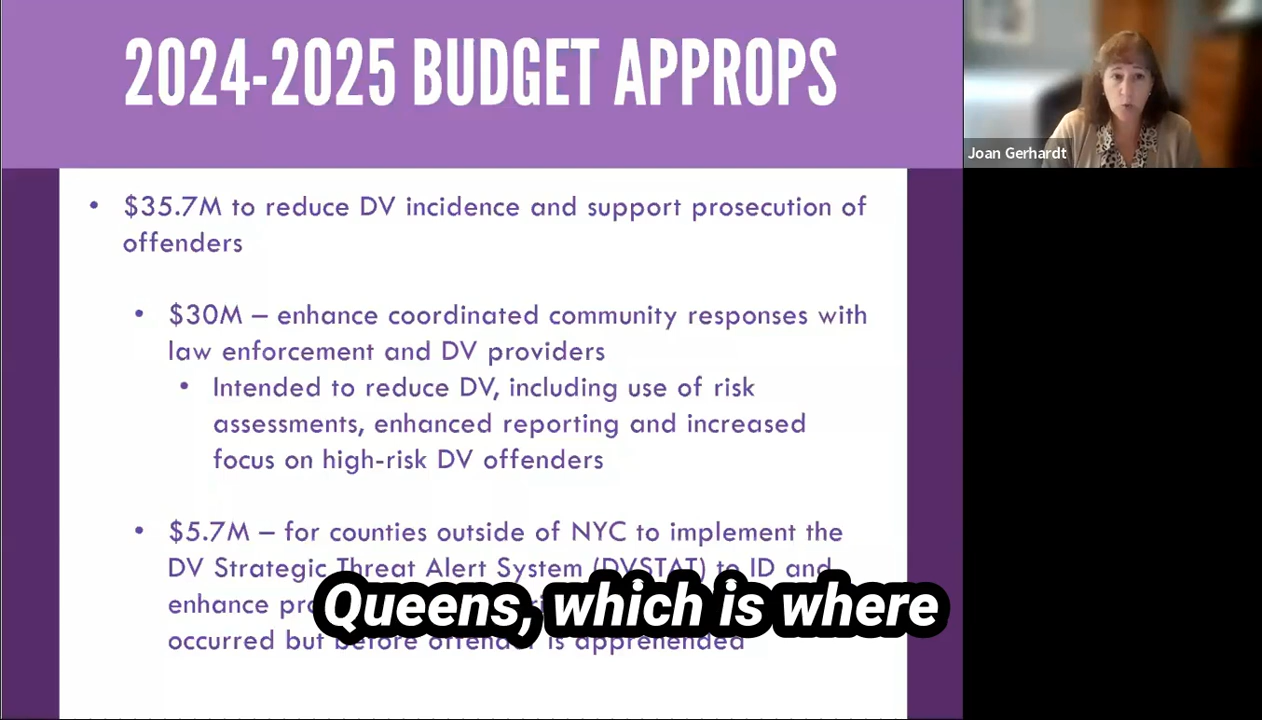 2024-2025 BUDGET APPROPS
Joan Gerhardt
• $35.7M to reduce DV incidence and support prosecution of
offenders
• $30M – enhance coordinated community responses with
law enforcement and DV providers
• Intended to reduce DV, including use of risk
assessments, enhanced reporting and increased
focus on high-risk DV offenders
• $5.7M – for counties outside of NYC to implement the
DV Strategic Threat Alert System (DVSTAT) to ID and
enhance
occurred but before offender is apprehended
Queens, which is where